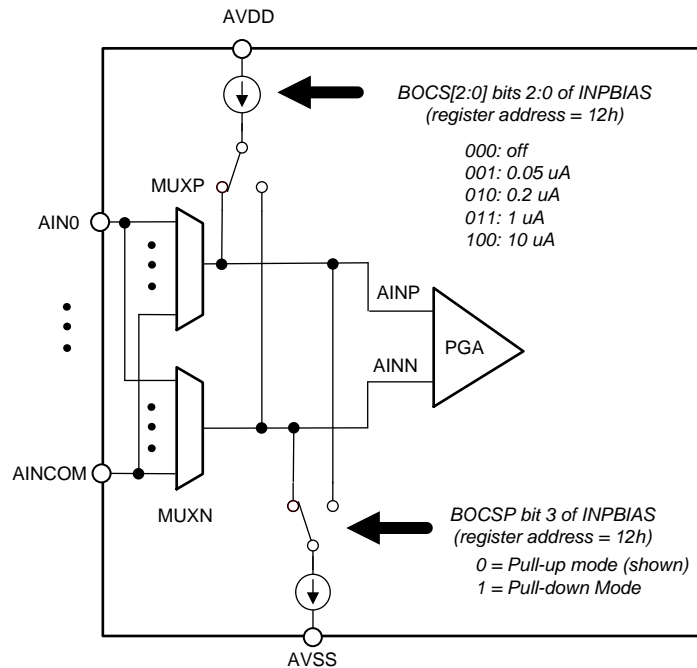 AVDD
BOCS[2:0] bits 2:0 of INPBIAS
(register address = 12h)
000: off
001: 0.05 uA
010: 0.2 uA
011: 1 uA
100: 10 uA
MUXP
AIN0
AINP
PGA
AINN
AINCOM
MUXN
BOCSP bit 3 of INPBIAS
(register address = 12h)
0 = Pull-up mode (shown)
1 = Pull-down Mode
AVSS